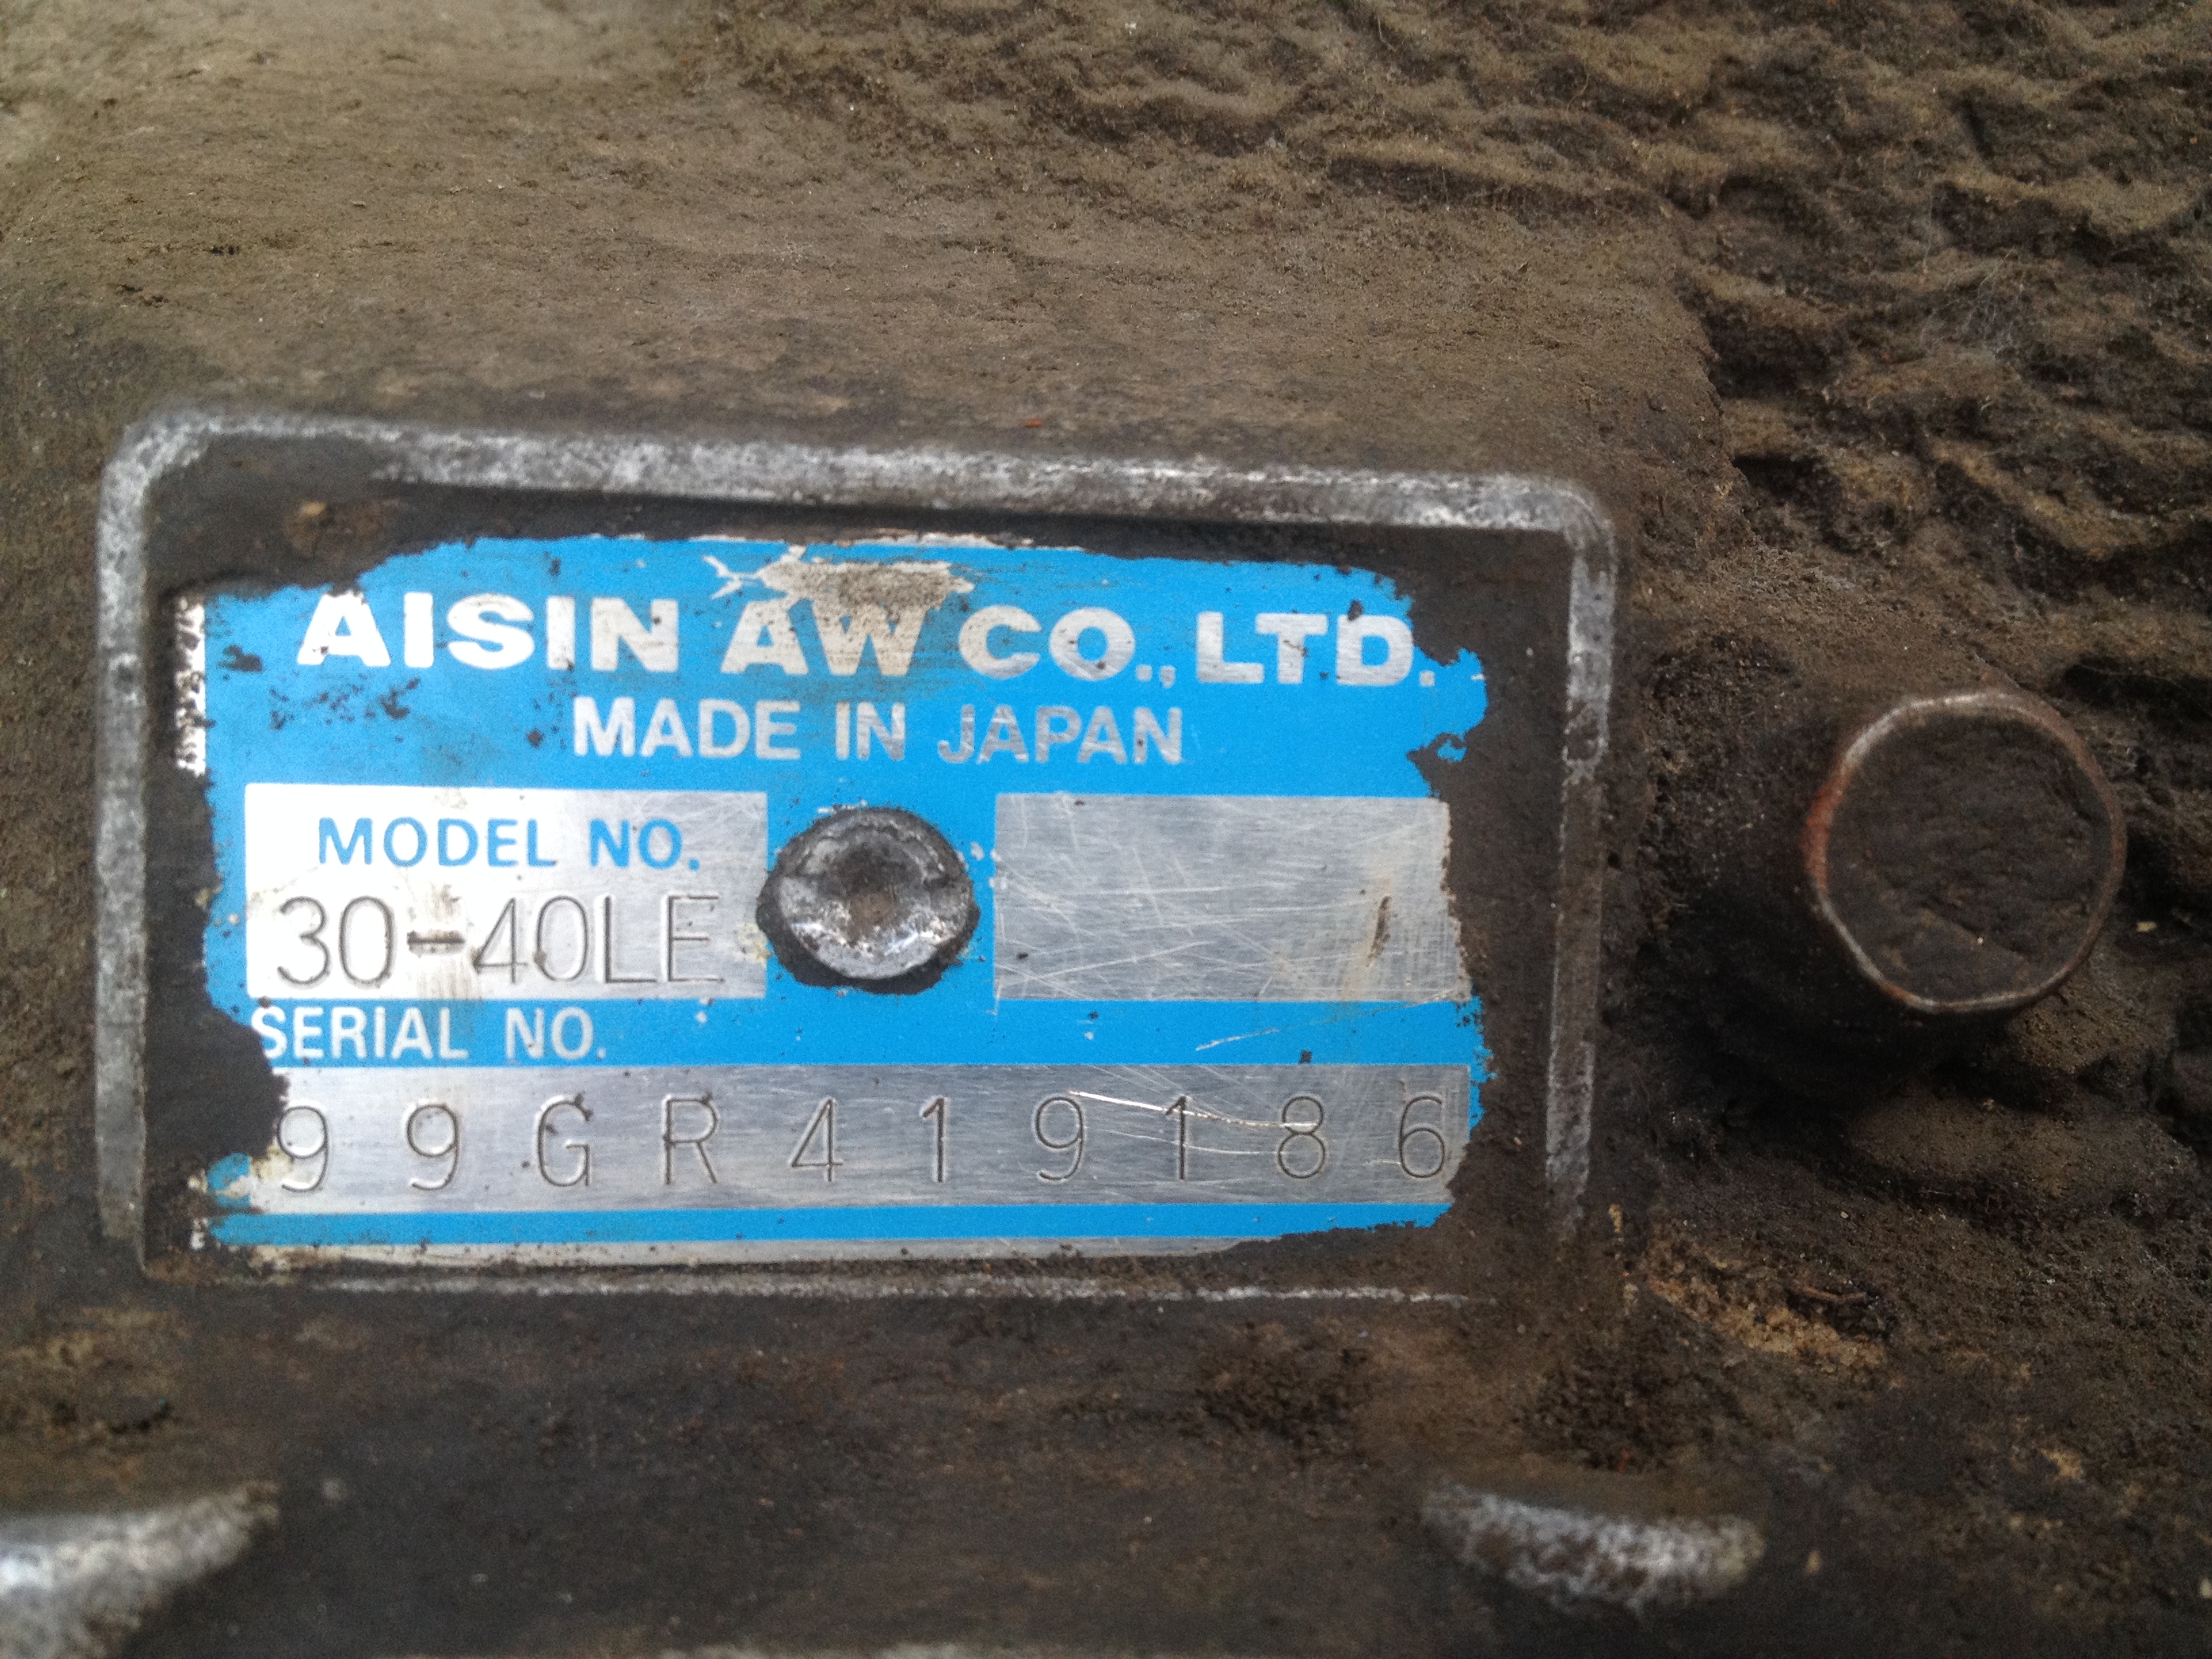 AISIN AW CO., LTD.
MADE IN JAPAN
MODEL NO.
30-40LE
SERIAL NO.
99GR419186